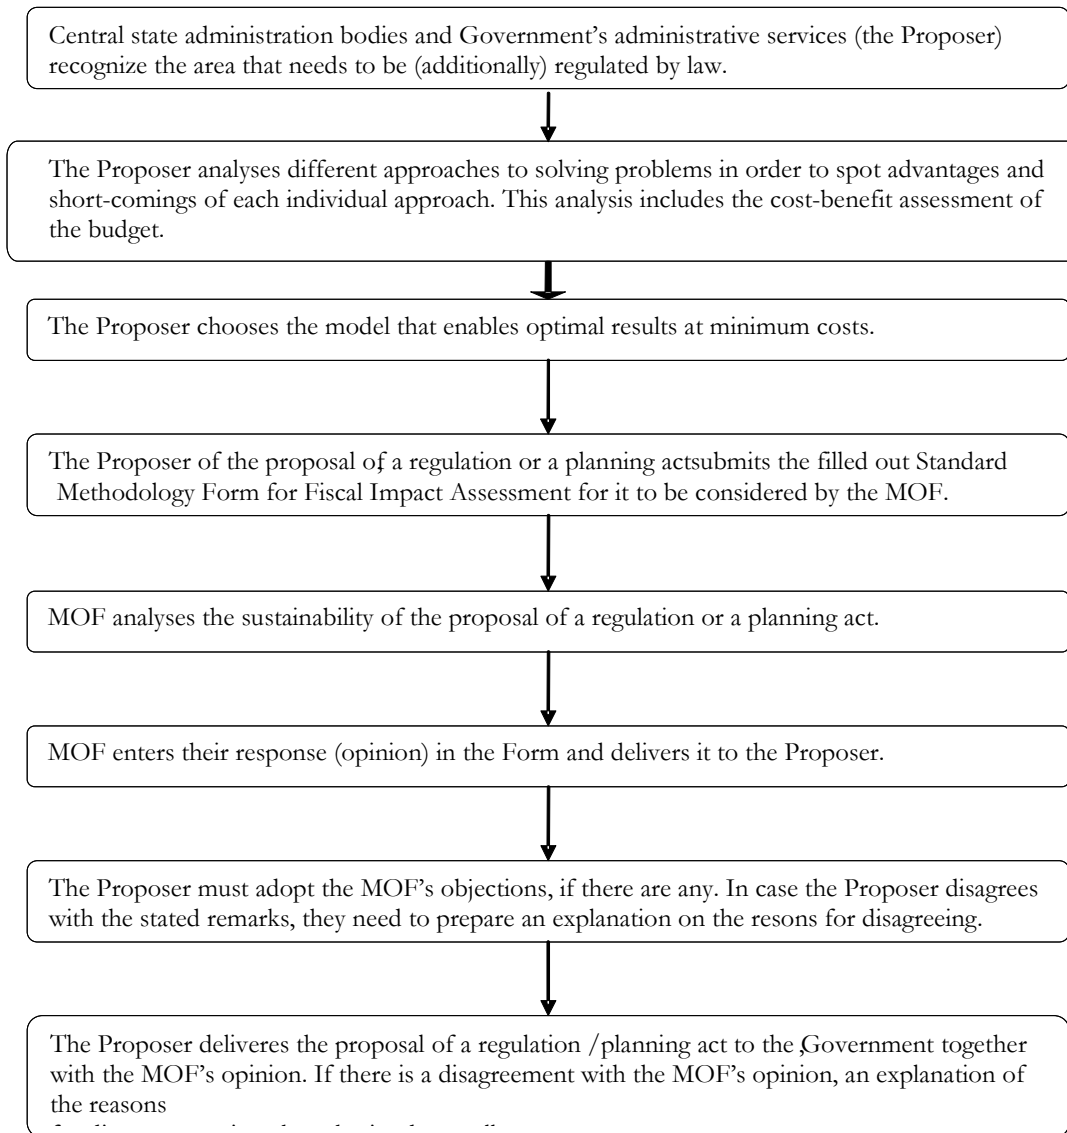 Central state administration bodies and Government's administrative services (the Proposer)
recognize the area that needs to be (additionally) regulated by law.
The Proposer analyses different approaches to solving problems in order to spot advantages and
short-comings of each individual approach. This analysis includes the cost-benefit assessment of
the budget.
The Proposer chooses the model that enables optimal results at minimum costs.
The Proposer of the proposal of, a regulation or a planning actsubmits the filled out Standard
Methodology Form for Fiscal Impact Assessment for it to be considered by the MOF.
MOF analyses the sustainability of the proposal of a regulation or a planning act.
MOF enters their response (opinion) in the Form and delivers it to the Proposer.
The Proposer must adopt the MOF's objections, if there are any. In case the Proposer disagrees
with the stated remarks, they need to prepare an explanation on the resons for disagreeing.
The Proposer deliveres the proposal of a regulation /planning act to the ,Government together
with the MOF's opinion. If there is a disagreement with the MOF's opinion, an explanation of
the reasons